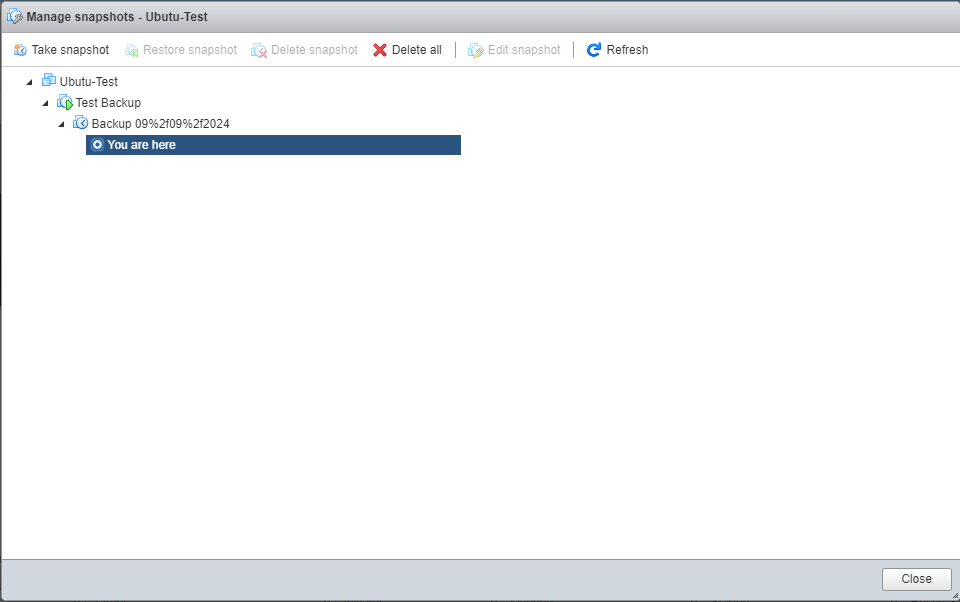 Manage snapshots - Ubutu-Test
Take snapshot Restore snapshot Delete snapshot Delete all Edit snapshot Refresh
Ubutu-Test
Test Backup
Backup 09%2f09%2f2024
You are here
Close